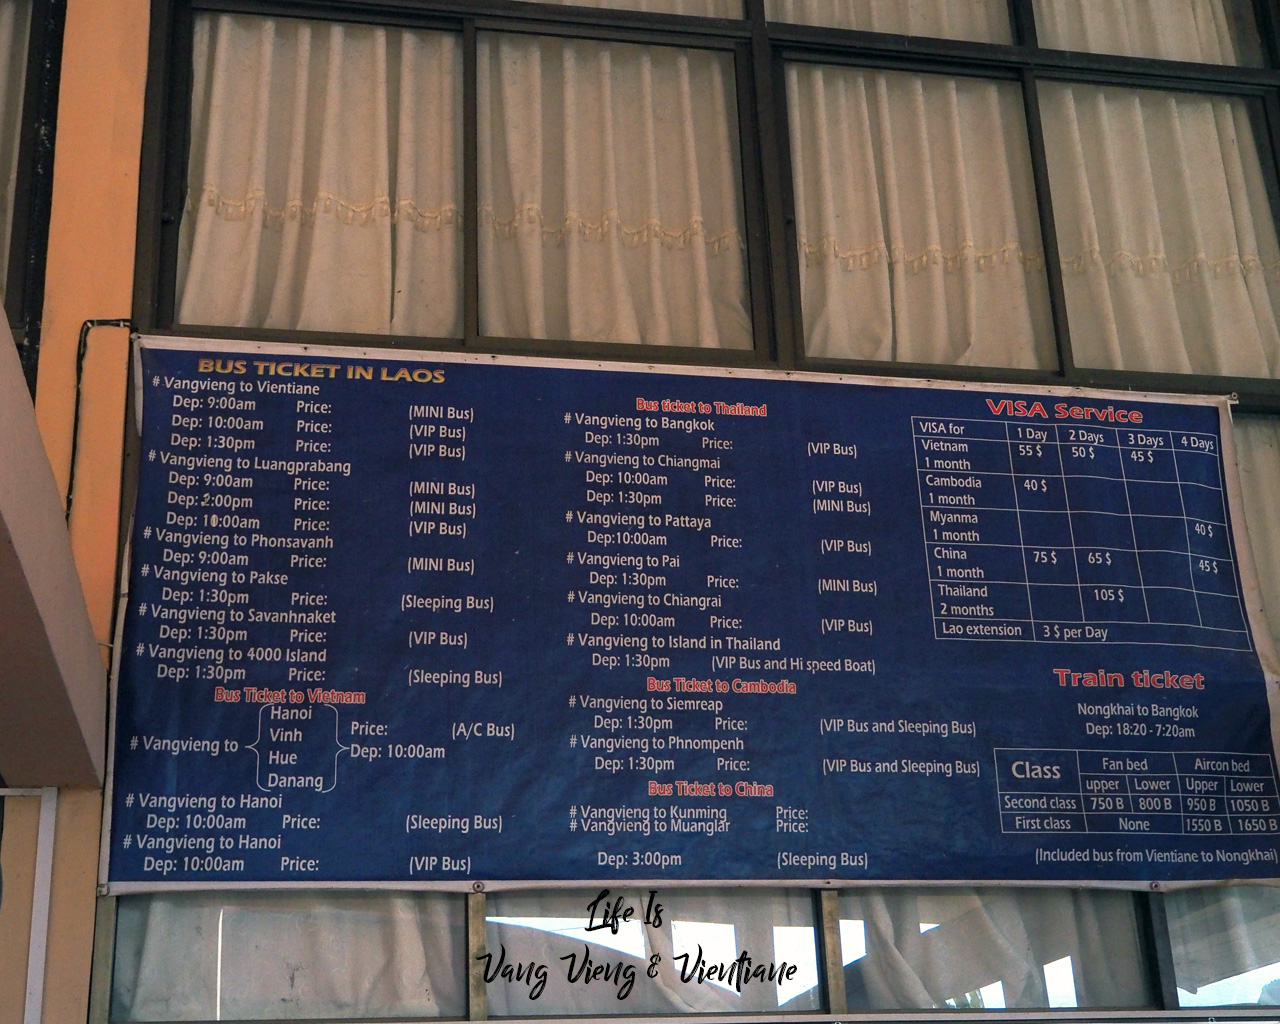 BUS TICKET IN LAOS
# Vangvieng to Vientiane
Dep: 9:00am Price: (MINI Bus)
Dep: 10:00am Price: (VIP Bus)
Dep: 1:30pm Price: (VIP Bus)
# Vangvieng to Luangprabang
Dep: 9:00am Price: (MINI Bus)
Dep: 2:00pm Price: (MINI Bus)
Dep: 10:00am Price: (VIP Bus)
# Vangvieng to Phonsavanh
Dep: 9:00am Price: (MINI Bus)
# Vangvieng to Pakse
Dep: 1:30pm Price: (Sleeping Bus)
# Vangvieng to Savanhnaket
Dep: 1:30pm Price: (VIP Bus)
# Vangvieng to 4000 Island
Dep: 1:30pm Price: (Sleeping Bus)
Bus Ticket to Vietnam
Hanoi
Vinh Price: (A/C Bus)
# Vangvieng to Hue Dep: 10:00am
Danang
# Vangvieng to Hanoi
Dep: 10:00am Price: (Sleeping Bus)
# Vangvieng to Hanoi
Dep: 10:00am Price: (VIP Bus)
Bus ticket to Thailand
# Vangvieng to Bangkok
Dep: 1:30pm Price: (VIP Bus)
# Vangvieng to Chiangmai
Dep: 10:00am Price: (VIP Bus)
Dep: 1:30pm Price: (MINI Bus)
# Vangvieng to Pattaya
Dep:10:00am Price: (VIP Bus)
# Vangvieng to Pai
Dep: 1:30pm Price: (MINI Bus)
# Vangvieng to Chiangrai
Dep: 10:00am Price: (VIP Bus)
# Vangvieng to Island in Thailand
Dep: 1:30pm (VIP Bus and Hi speed Boat)
Bus Ticket to Cambodia
# Vangvieng to Siemreap
Dep: 1:30pm Price: (VIP Bus and Sleeping Bus)
# Vangvieng to Phnompenh
Dep: 1:30pm Price: (VIP Bus and Sleeping Bus)
Bus Ticket to China
# Vangvieng to Kunming Price:
# Vangvieng to Muanglar Price:
Dep: 3:00pm (Sleeping Bus)
VISA Service
VISA for 1 Day 2 Days 3 Days 4 Days
Vietnam 55 $ 50 $ 45 $
1 month
Cambodia 40 $
1 month
Myanma 40 $
1 month
China 75 $ 65 $ 45 $
1 month
Thailand 105 $
2 months
Lao extension 3 $ per Day
Train ticket
Nongkhai to Bangkok
Dep: 18:20 - 7:20am
Class Fan bed Aircon bed
upper Lower Upper Lower
Second class 750 B 800 B 950 B 1050 B
First class None 1550 B 1650 B
(Included bus from Vientiane to Nongkhai)
Life Is
Vang Vieng & Vientiane